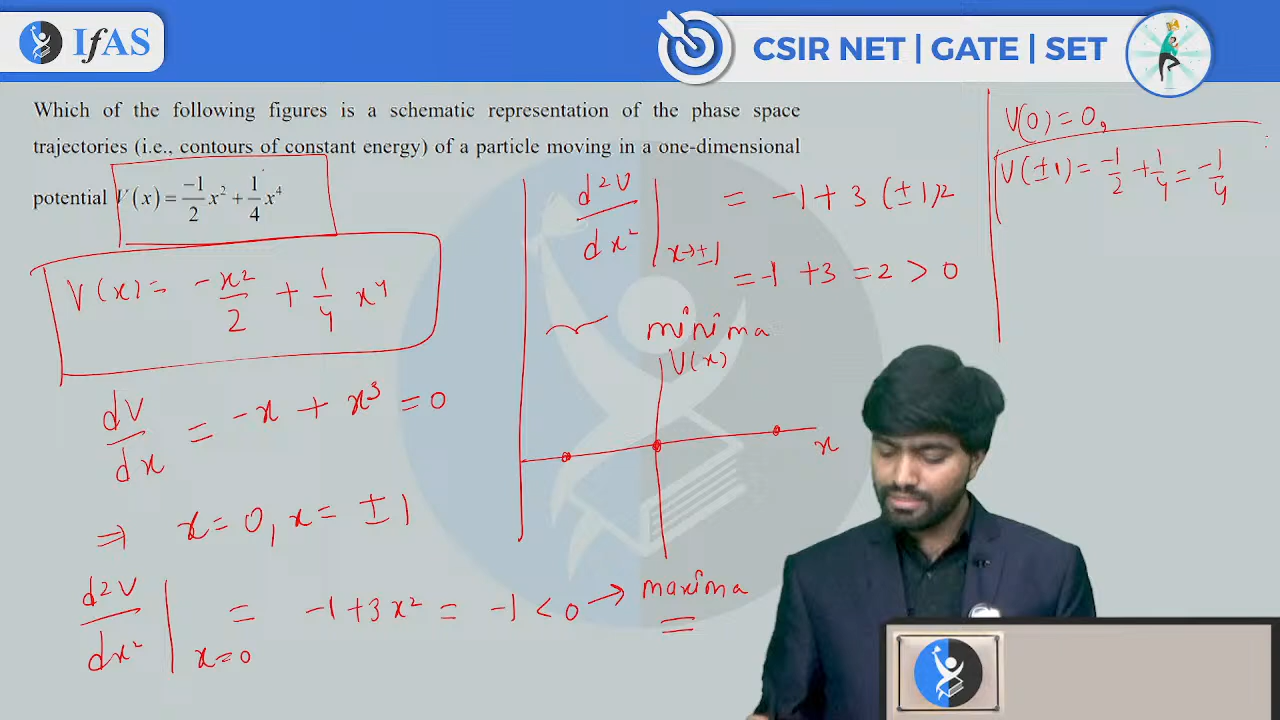 IfAS
CSIR NET | GATE | SET
Which of the following figures is a schematic representation of the phase space
trajectories (i.e., contours of constant energy) of a particle moving in a one-dimensional
potential V(x) = -1/2 x² + 1/4 x⁴
V(x) = -x²/2 + 1/4 x⁴
dV/dx = -x + x³ = 0
⇒ x = 0, x = ±1
d²V/dx² | x=0 = -1 + 3x² = -1 < 0 → maxima
d²V/dx² | x→±1 = -1 + 3(±1)2
= -1 + 3 = 2 > 0
minima
V(x)
x
V(0) = 0,
V(±1) = -1/2 + 1/4 = -1/4